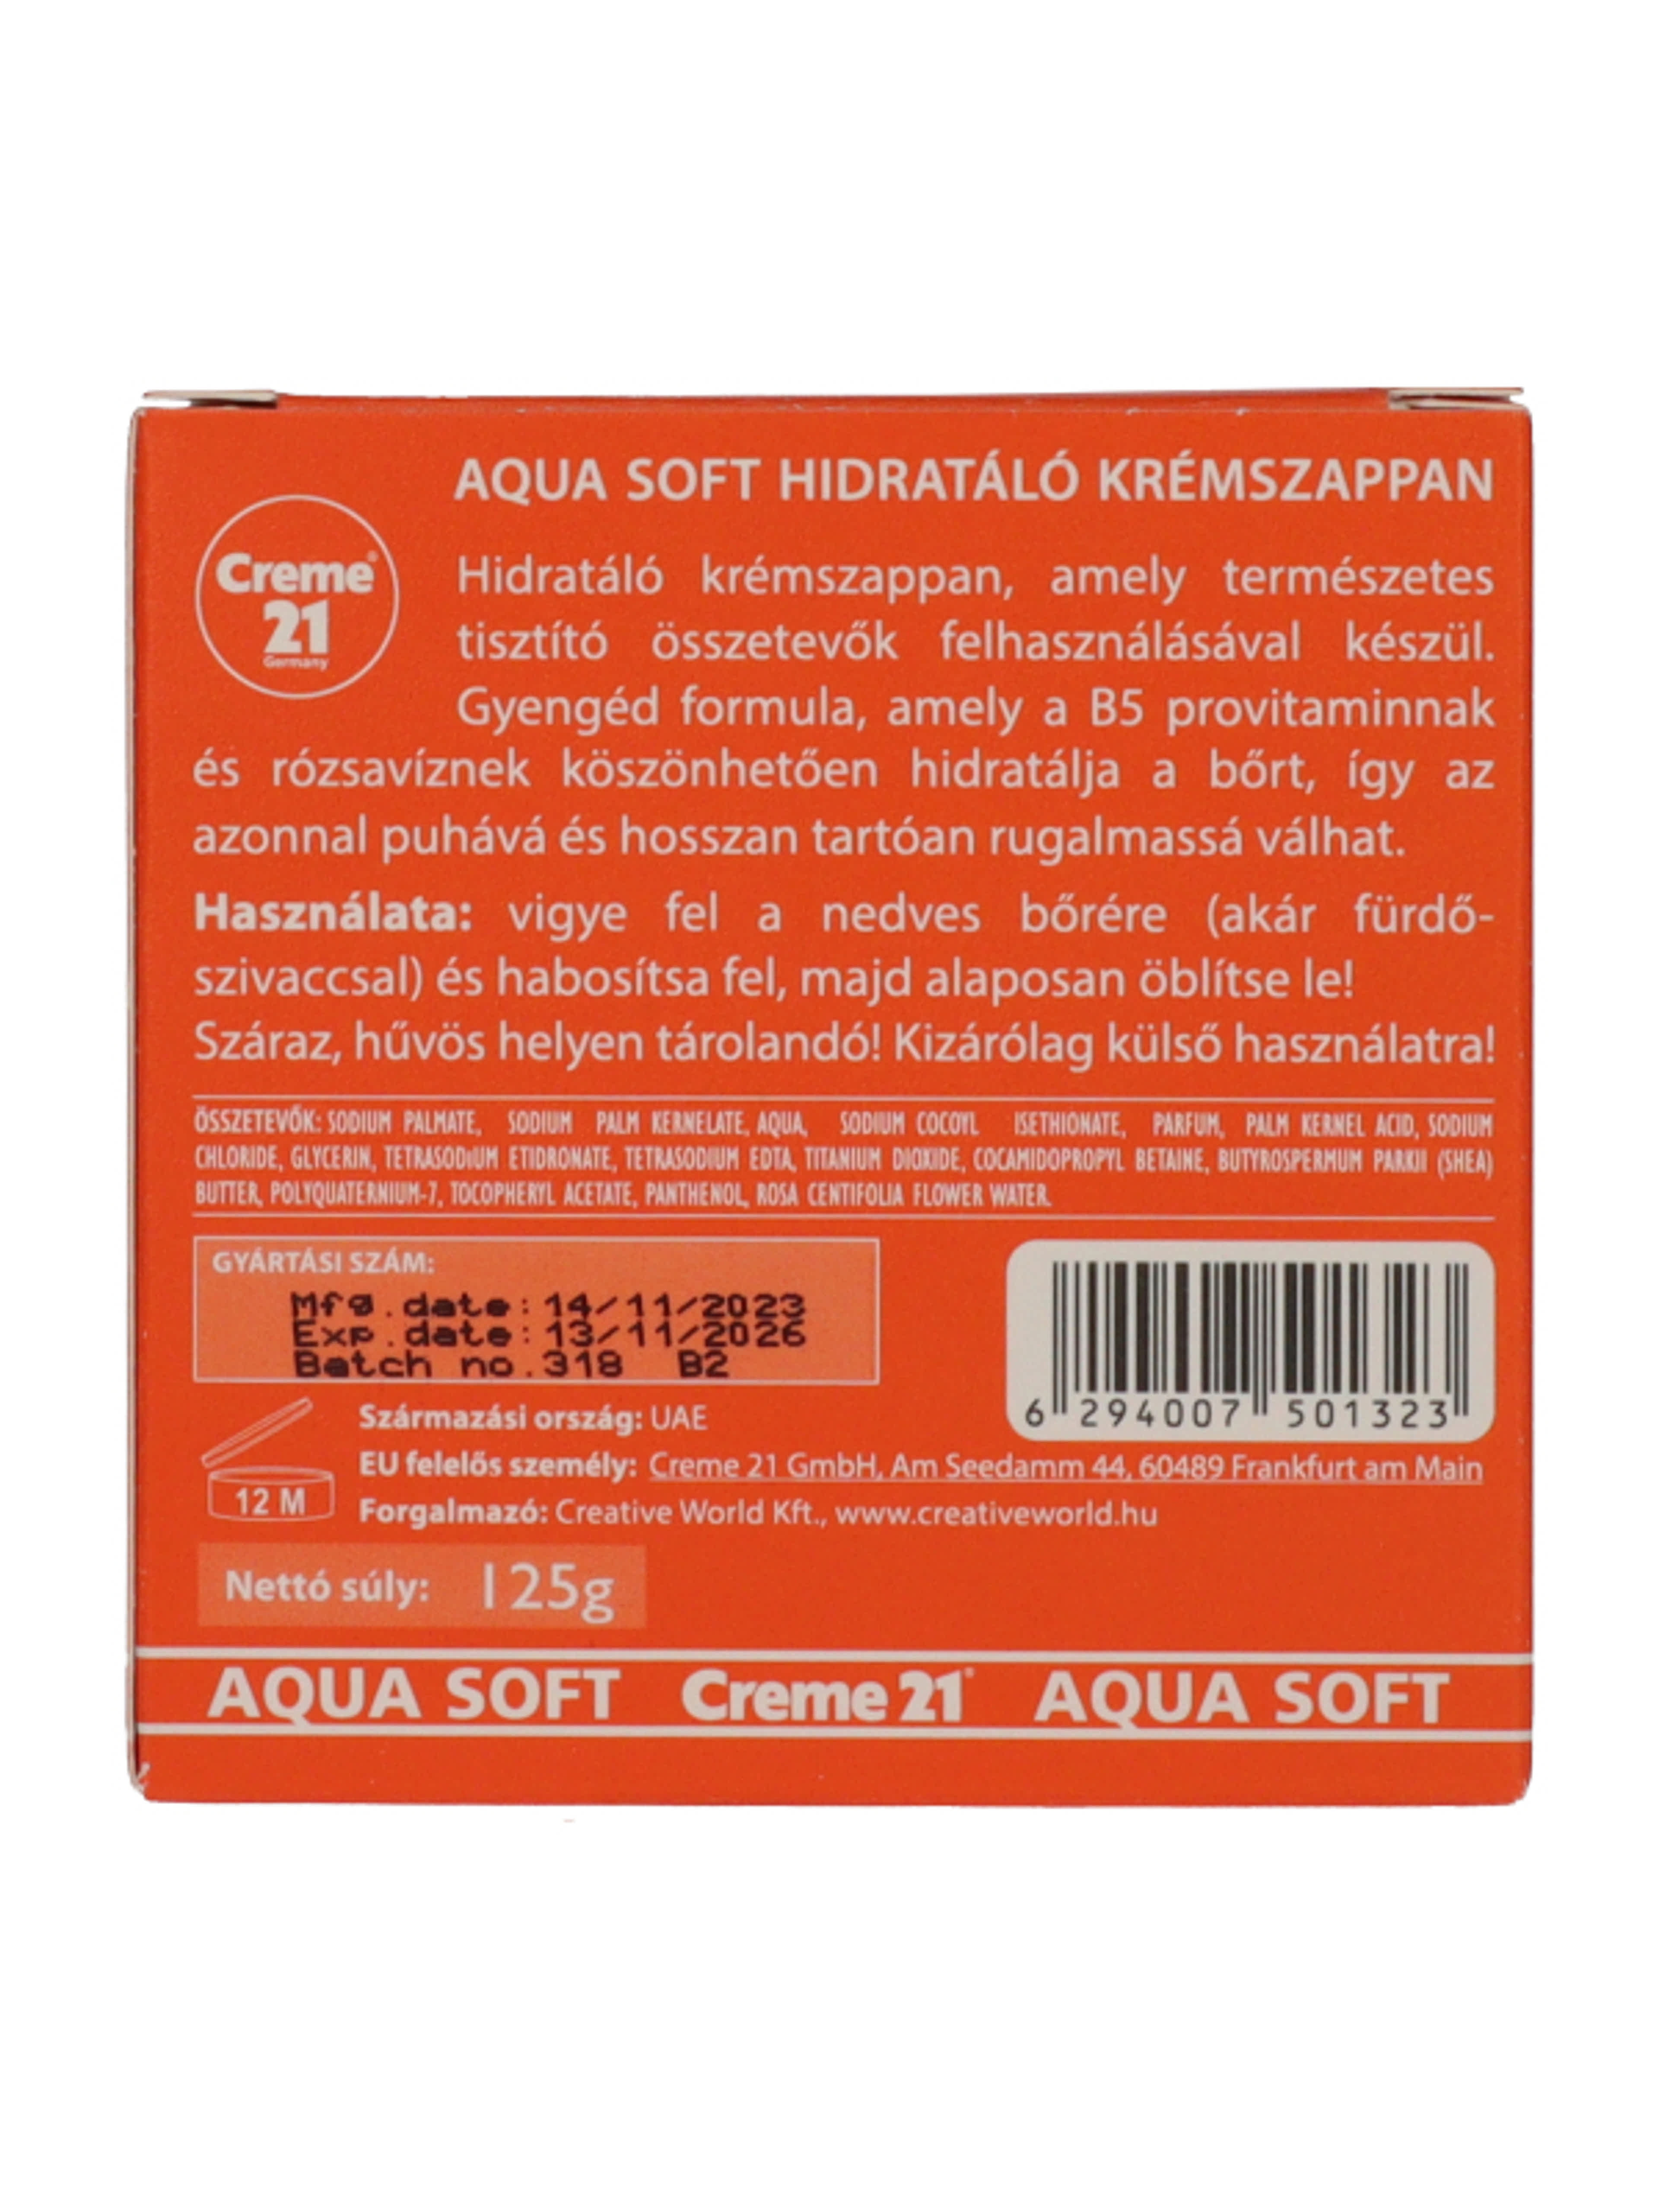 AQUA SOFT HIDRATÁLÓ KRÉMSZAPPAN
Creme®
21
Germany
Hidratáló krémszappan, amely természetes
tisztító összetevők felhasználásával készül.
Gyengéd formula, amely a B5 provitaminnak
és rózsavíznek köszönhetően hidratálja a bőrt, így az
azonnal puhává és hosszan tartóan rugalmassá válhat.
Használata: vigye fel a nedves bőrére (akár fürdő-
szivaccsal) és habosítsa fel, majd alaposan öblítse le!
Száraz, hűvös helyen tárolandó! Kizárólag külső használatra!
ÖSSZETEVŐK: SODIUM PALMATE, SODIUM PALM KERNELATE, AQUA, SODIUM COCOYL ISETHIONATE, PARFUM, PALM KERNEL ACID, SODIUM
CHLORIDE, GLYCERIN, TETRASODIUM ETIDRONATE, TETRASODIUM EDTA, TITANIUM DIOXIDE, COCAMIDOPROPYL BETAINE, BUTYROSPERMUM PARKII (SHEA)
BUTTER, POLYQUATERNIUM-7, TOCOPHERYL ACETATE, PANTHENOL, ROSA CENTIFOLIA FLOWER WATER.
GYÁRTÁSI SZÁM:
Mfg.date:14/11/2023
Exp.date:13/11/2026
Batch no.318 B2
6 294007 501323
Származási ország: UAE
EU felelős személy: Creme 21 GmbH, Am Seedamm 44, 60489 Frankfurt am Main
12 M
Forgalmazó: Creative World Kft., www.creativeworld.hu
Nettó súly: 125g
AQUA SOFT Creme 21® AQUA SOFT